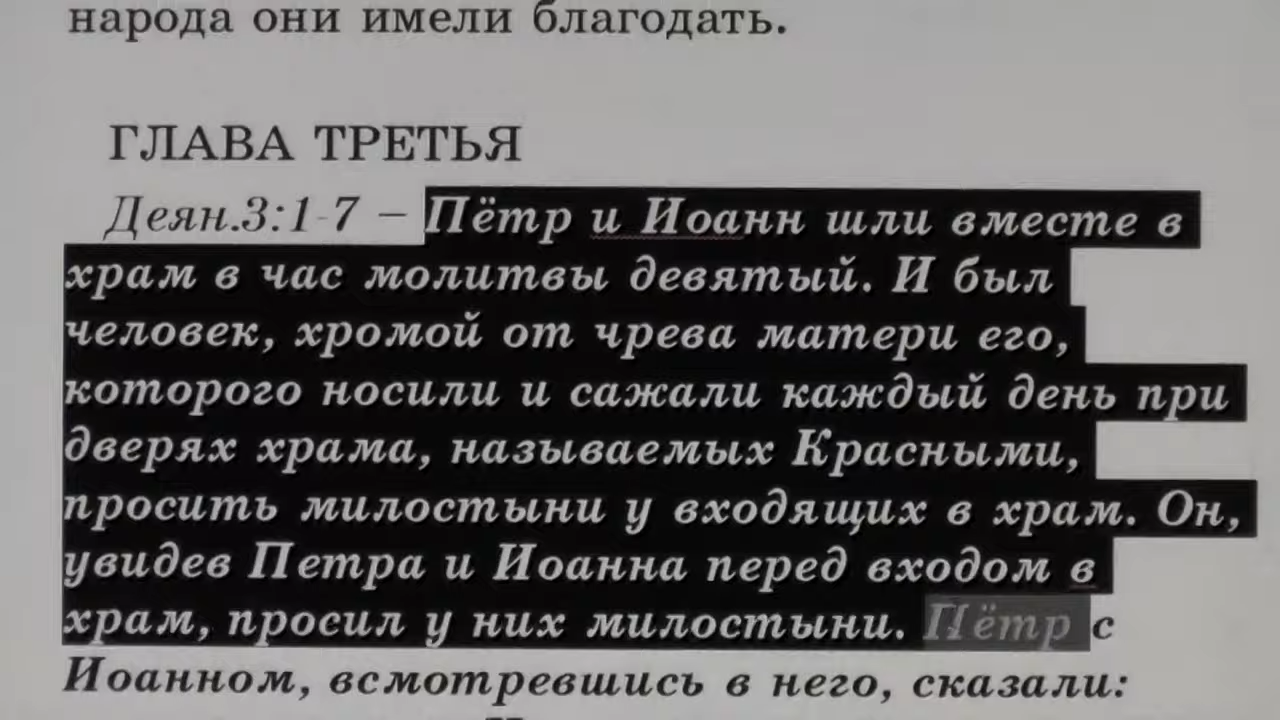 народа они имели благодать.
ГЛАВА ТРЕТЬЯ
Деян.3:1-7 – Пётр и Иоанн шли вместе в
храм в час молитвы девятый. И был
человек, хромой от чрева матери его,
которого носили и сажали каждый день при
дверях храма, называемых Красными,
просить милостыни у входящих в храм. Он,
увидев Петра и Иоанна перед входом в
храм, просил у них милостыни. Пётр с
Иоанном, всмотревшись в него, сказали: